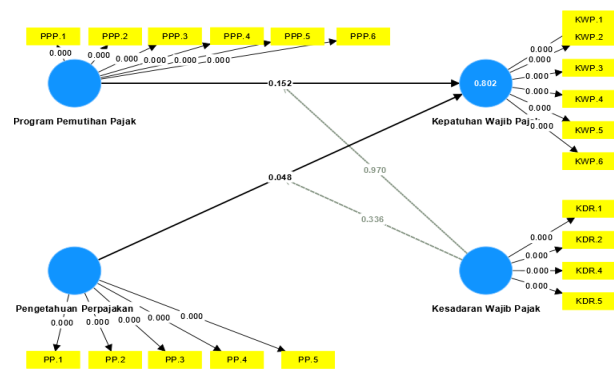 PPP.1 PPP.2 PPP.3 PPP.4 PPP.5 PPP.6
KWP.1
KWP.2
KWP.3
KWP.4
KWP.5
KWP.6
0.000 0.000 0.000 0.000 0.000 0.000
0.000
0.000
0.000
0.000
0.000
0.000
0.152
0.802
Program Pemutihan Pajak
Kepatuhan Wajib Pajak
0.048
0.970
0.336
KDR.1
KDR.2
KDR.4
KDR.5
0.000
0.000
0.000
0.000
Pengetahuan Perpajakan
Kesadaran Wajib Pajak
0.000 0.000 0.000 0.000 0.000
PP.1 PP.2 PP.3 PP.4 PP.5